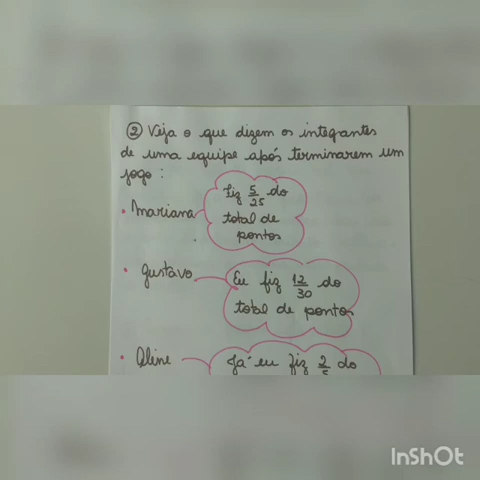 ② Veja o que dizem os integrantes
de uma equipe após terminarem um
jogo:
• Mariana
Fiz 5/25 do
total de
pontos
• Gustavo
Eu fiz 12/30 do
total de pontos
• Aline
Já eu fiz 2/5 do
InShOt